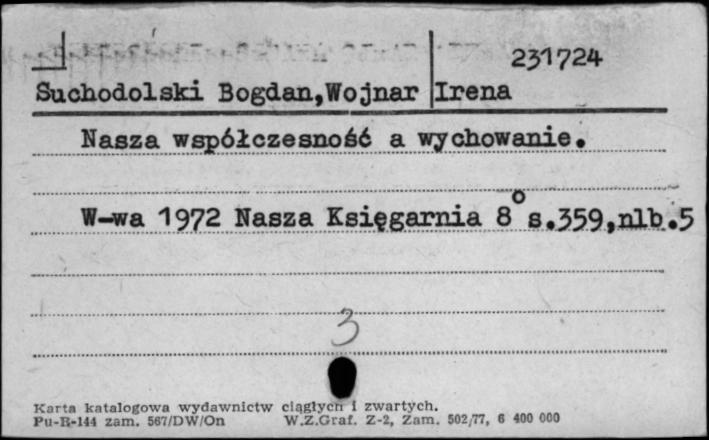 231724
Suchodolski Bogdan,Wojnar Irena
Nasza współczesność a wychowanie.
W-wa 1972 Nasza Księgarnia 8° s.359,nlb.5
3
Karta katalogowa wydawnictw ciągłych i zwartych.
Pu-R-144 zam. 567/DW/On W.Z.Graf. Z-2, Zam. 502/77, 6 400 000